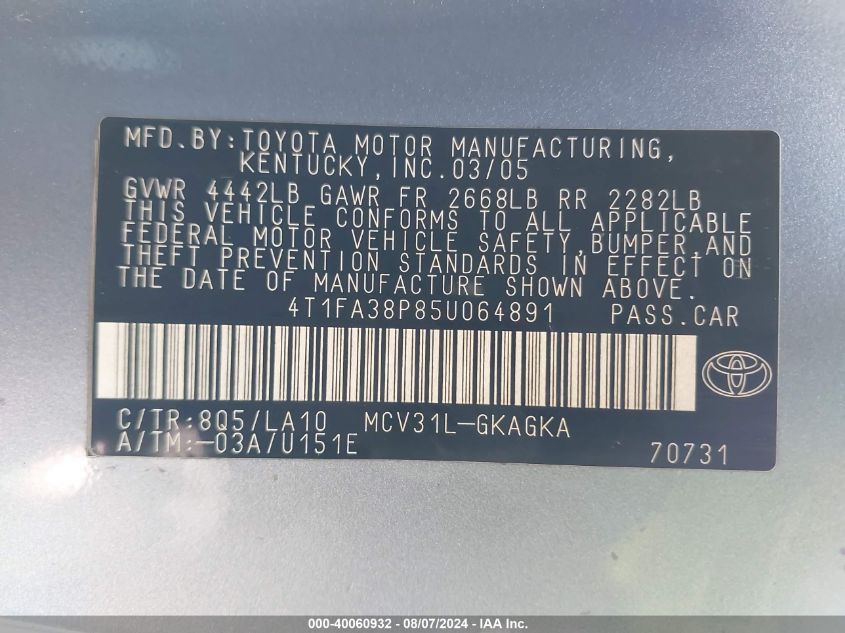 MFD.BY:TOYOTA MOTOR MANUFACTURING,
KENTUCKY,INC.03/05
GVWR 4442LB GAWR FR 2668LB RR 2282LB
THIS VEHICLE CONFORMS TO ALL APPLICABLE
FEDERAL MOTOR VEHICLE SAFETY,BUMPER,AND
THEFT PREVENTION STANDARDS IN EFFECT ON
THE DATE OF MANUFACTURE SHOWN ABOVE.
4T1FA38P85U064891 PASS.CAR
C/TR:8Q5/LA10 MCV31L-GKAGKA
A/TM:-03A/U151E 70731
000-40060932 - 08/07/2024 - IAA Inc.